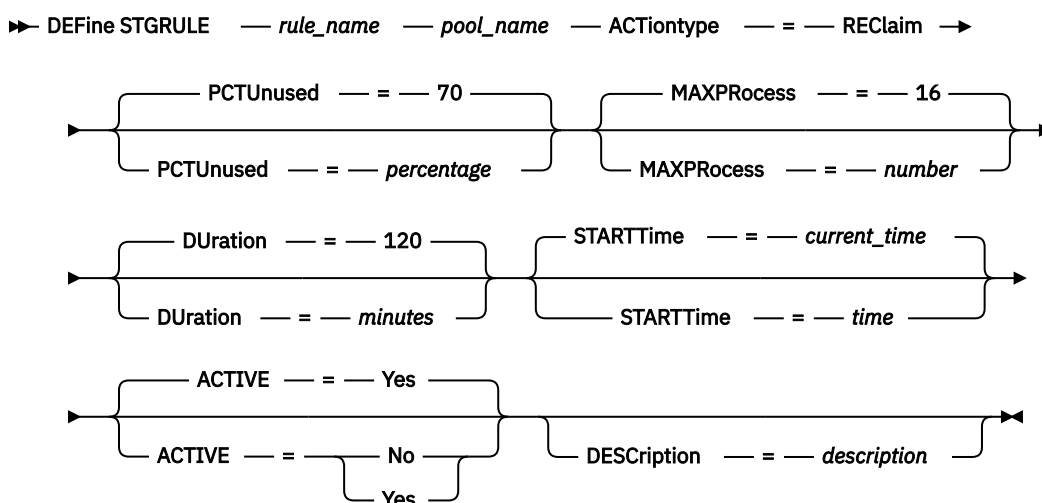 DEFine STGRULE rule_name pool_name ACTiontype = REClaim
PCTUnused = 70 MAXPRocess = 16
PCTUnused = percentage MAXPRocess = number
DUration = 120 STARTTime = current_time
DUration = minutes STARTTime = time
ACTIVE = Yes
ACTIVE = No DESCription = description
Yes